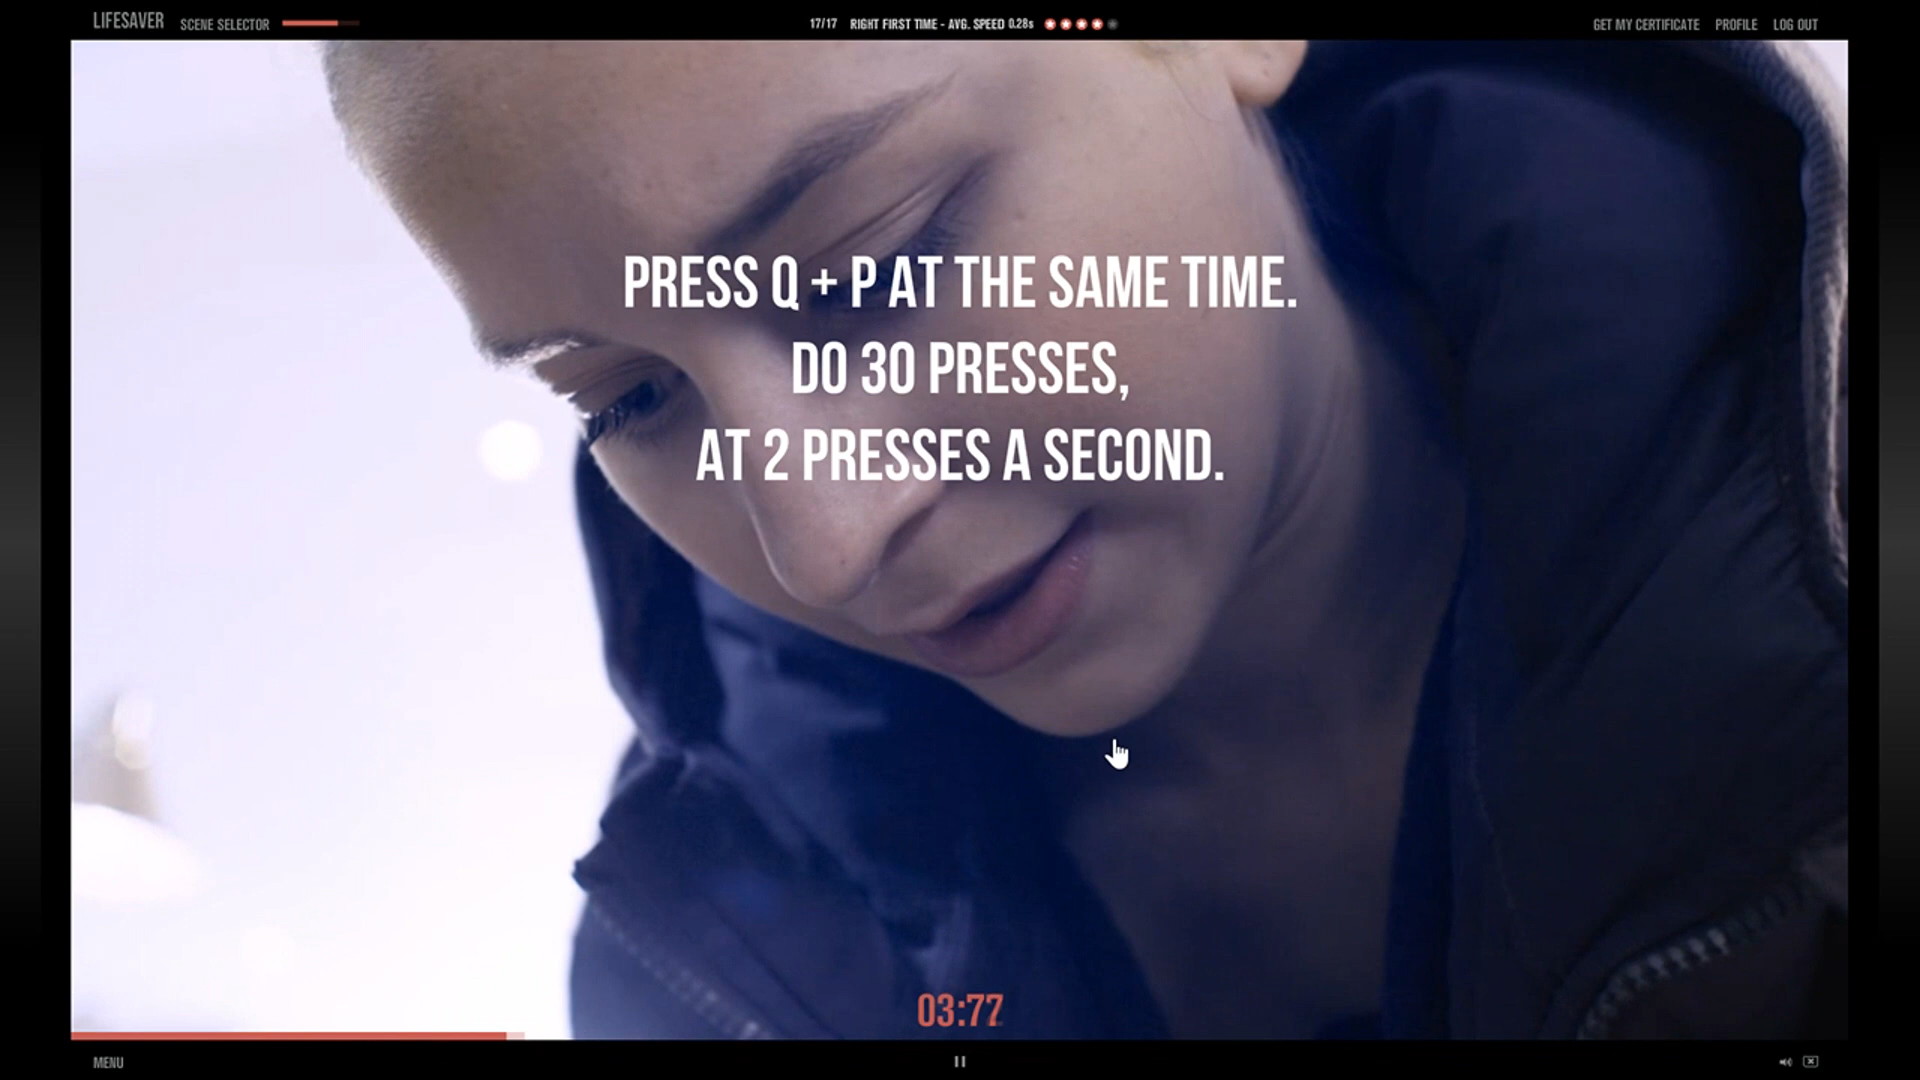 LIFESAVER SCENE SELECTOR
17/17 RIGHT FIRST TIME - AVG. SPEED 0.28s
GET MY CERTIFICATE PROFILE LOG OUT
PRESS Q + P AT THE SAME TIME.
DO 30 PRESSES,
AT 2 PRESSES A SECOND.
03:77
MENU